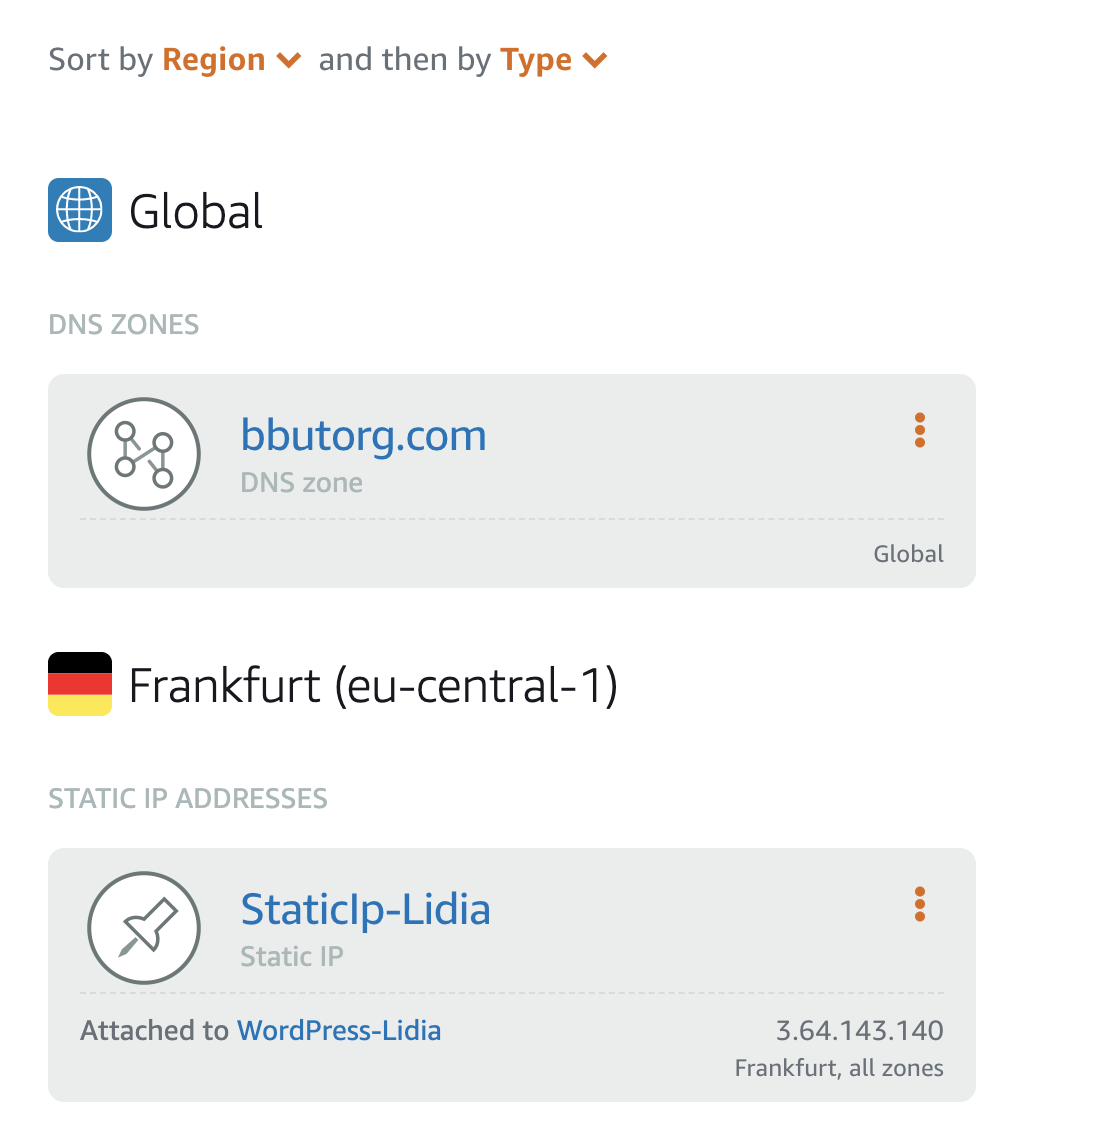 Sort by Region and then by Type
Global
DNS ZONES
bbutorg.com
DNS zone
Global
Frankfurt (eu-central-1)
STATIC IP ADDRESSES
StaticIp-Lidia
Static IP
Attached to WordPress-Lidia
3.64.143.140
Frankfurt, all zones